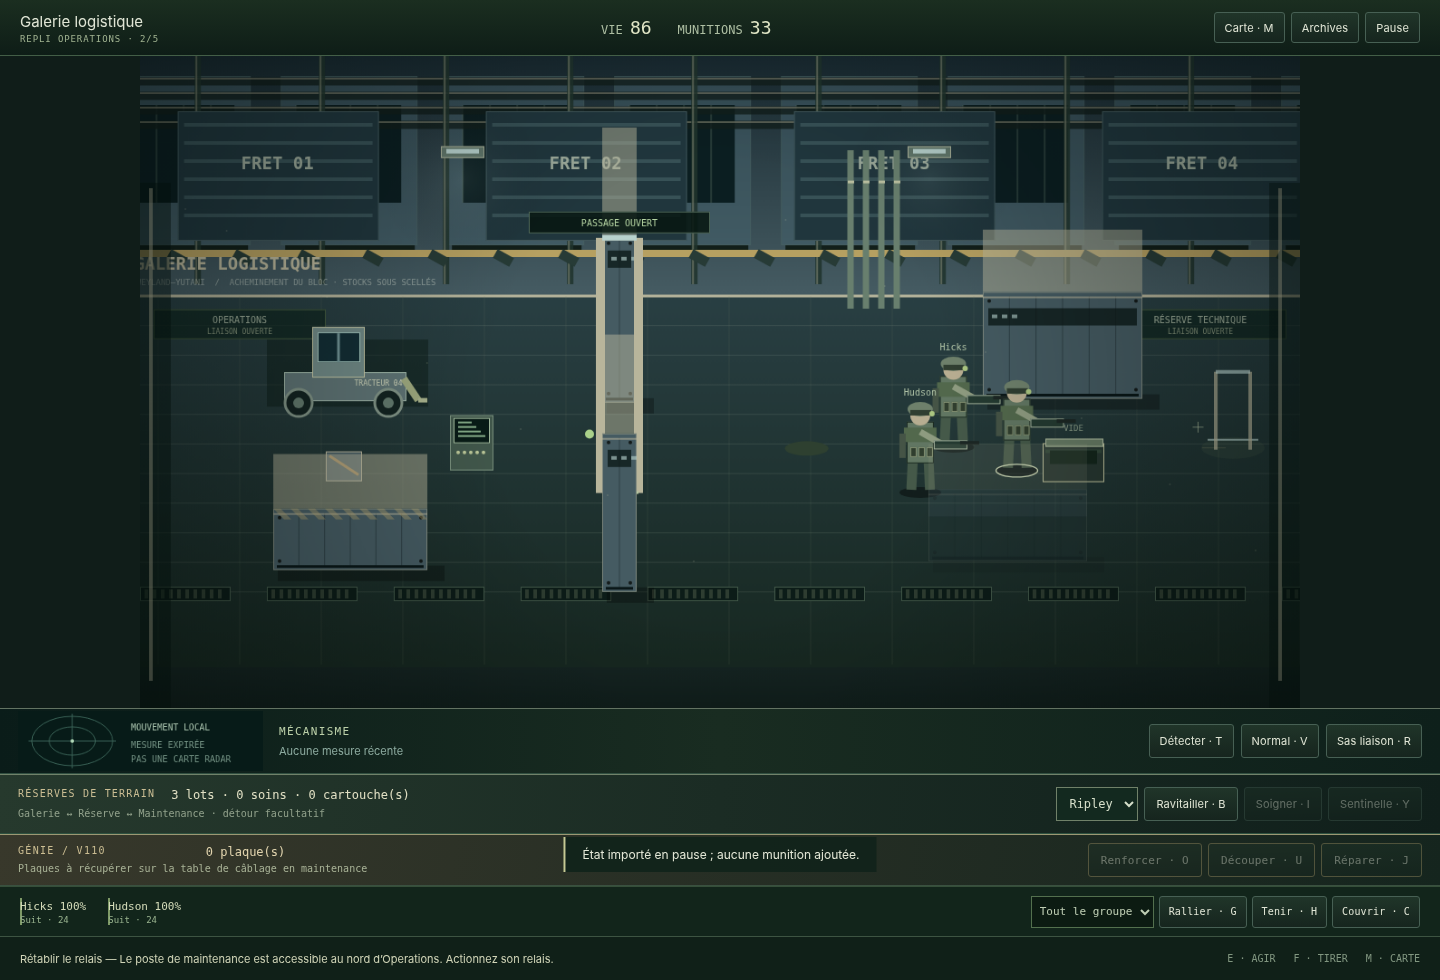 Galerie logistique
REPLI OPERATIONS · 2/5
VIE 86 MUNITIONS 33
Carte · M
Archives
Pause
FRET 01
FRET 02
FRET 03
FRET 04
PASSAGE OUVERT
GALERIE LOGISTIQUE
/ ACHEMINEMENT DU BLOC · STOCKS SOUS SCELLÉS
OPERATIONS
LIAISON OUVERTE
RÉSERVE TECHNIQUE
LIAISON OUVERTE
TRACTEUR 04
Hicks
Hudson
VIDE
MOUVEMENT LOCAL
MESURE EXPIRÉE
PAS UNE CARTE RADAR
MÉCANISME
Aucune mesure récente
Détecter · T
Normal · V
Sas liaison · R
RÉSERVES DE TERRAIN 3 lots · 0 soins · 0 cartouche(s)
Galerie ↔ Réserve ↔ Maintenance · détour facultatif
Ripley
Ravitailler · B
Soigner · I
Sentinelle · Y
GÉNIE / V110 0 plaque(s)
Plaques à récupérer sur la table de câblage en maintenance
État importé en pause ; aucune munition ajoutée.
Renforcer · O
Découper · U
Réparer · J
Hicks 100%
Suit · 24
Hudson 100%
Suit · 24
Tout le groupe
Rallier · G
Tenir · H
Couvrir · C
Rétablir le relais — Le poste de maintenance est accessible au nord d'Operations. Actionnez son relais.
E · AGIR F · TIRER M · CARTE